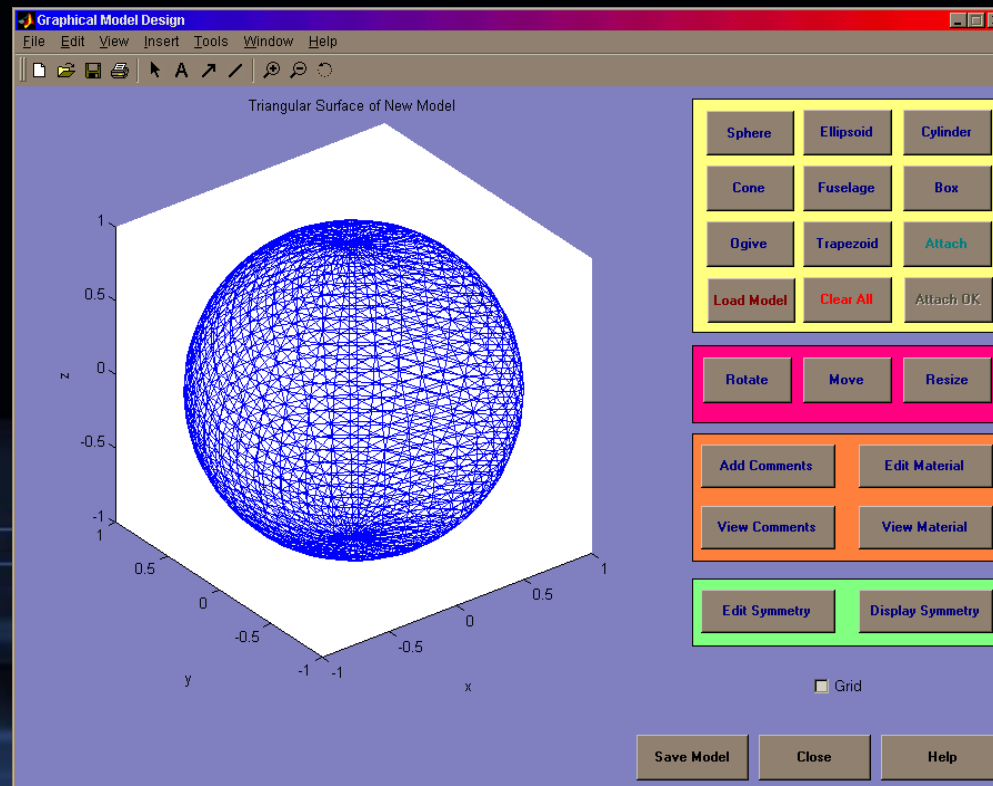 Graphical Model Design
File Edit View Insert Tools Window Help
A
Triangular Surface of New Model
1
0.5
0
-0.5
-1
z
1
0.5
0
-0.5
-1
y
-1
-0.5
0
0.5
1
x
Sphere Ellipsoid Cylinder
Cone Fuselage Box
Ogive Trapezoid Attach
Load Model Clear All Attach OK
Rotate Move Resize
Add Comments Edit Material
View Comments View Material
Edit Symmetry Display Symmetry
Grid
Save Model Close Help